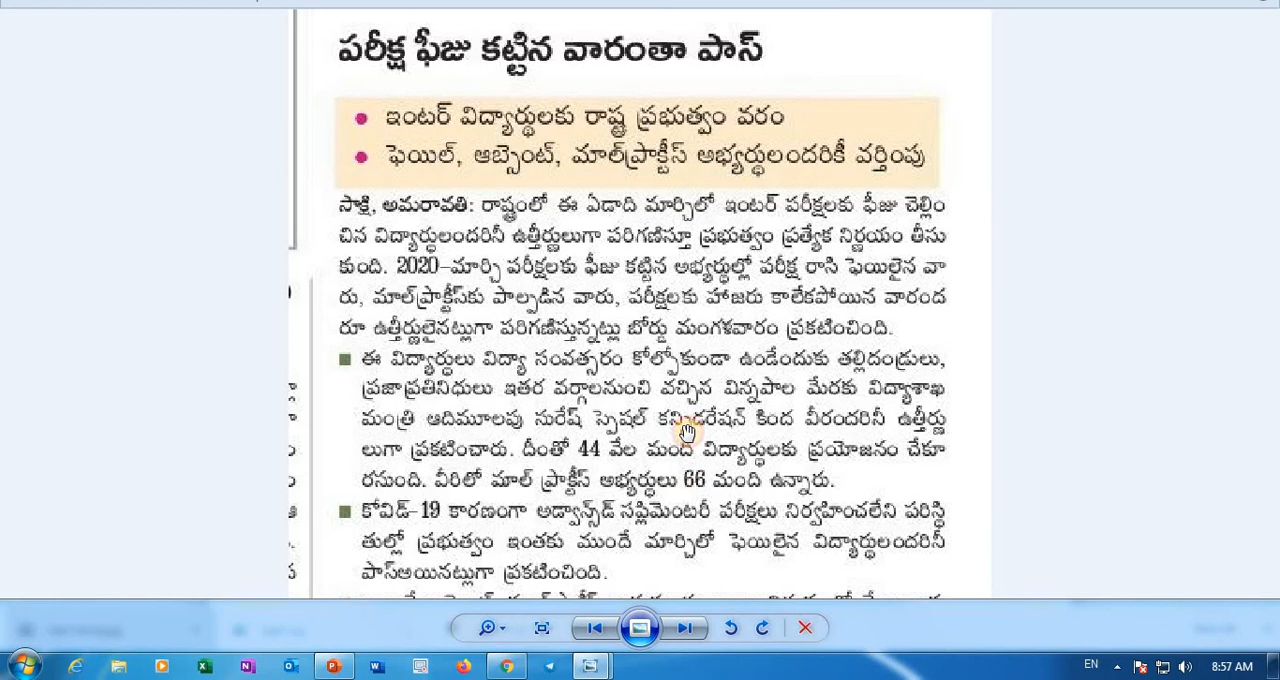 పరీక్ష ఫీజు కట్టిన వారంతా పాస్
ఇంటర్ విద్యార్థులకు రాష్ట్ర ప్రభుత్వం వరం
ఫెయిల్, ఆబ్సెంట్, మాల్‌ప్రాక్టీస్ అభ్యర్థులందరికీ వర్తింపు
సాక్షి, అమరావతి: రాష్ట్రంలో ఈ ఏడాది మార్చిలో ఇంటర్ పరీక్షలకు ఫీజు చెల్లిం
చిన విద్యార్థులందరినీ ఉత్తీర్ణులుగా పరిగణిస్తూ ప్రభుత్వం ప్రత్యేక నిర్ణయం తీసు
కుంది. 2020–మార్చి పరీక్షలకు ఫీజు కట్టిన అభ్యర్థుల్లో పరీక్ష రాసి ఫెయిలైన వా
రు, మాల్‌ప్రాక్టీస్‌కు పాల్పడిన వారు, పరీక్షలకు హాజరు కాలేకపోయిన వారంద
రూ ఉత్తీర్ణులైనట్లుగా పరిగణిస్తున్నట్లు బోర్డు మంగళవారం ప్రకటించింది.
ఈ విద్యార్థులు విద్యా సంవత్సరం కోల్పోకుండా ఉండేందుకు తల్లిదండ్రులు,
ప్రజాప్రతినిధులు ఇతర వర్గాలనుంచి వచ్చిన విన్నపాల మేరకు విద్యాశాఖ
మంత్రి ఆదిమూలపు సురేష్ స్పెషల్ కన్సిడరేషన్ కింద వీరందరినీ ఉత్తీర్ణు
లుగా ప్రకటించారు. దీంతో 44 వేల మంది విద్యార్థులకు ప్రయోజనం చేకూ
రనుంది. వీరిలో మాల్ ప్రాక్టీస్ అభ్యర్థులు 66 మంది ఉన్నారు.
కోవిడ్–19 కారణంగా అడ్వాన్స్‌డ్ సప్లిమెంటరీ పరీక్షలు నిర్వహించలేని పరిస్థి
తుల్లో ప్రభుత్వం ఇంతకు ముందే మార్చిలో ఫెయిలైన విద్యార్థులందరినీ
పాస్‌అయినట్లుగా ప్రకటించింది.
EN
8:57 AM